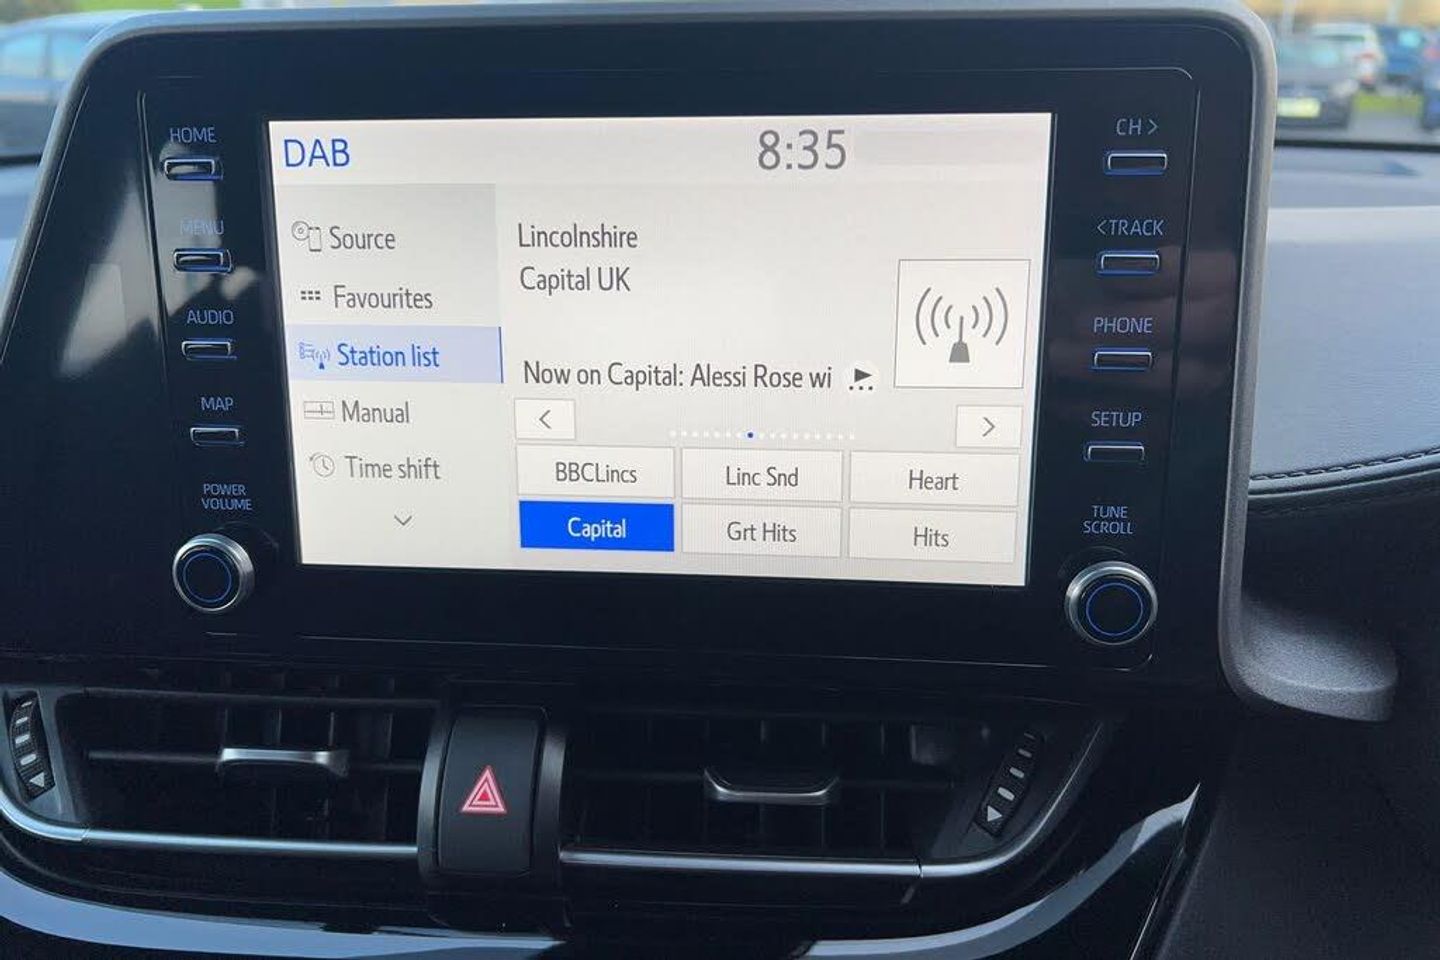 HOME
MENU
AUDIO
MAP
POWER
VOLUME
DAB
8:35
Source
Favourites
Station list
Manual
Time shift
Lincolnshire
Capital UK
Now on Capital: Alessi Rose wi
BBCLincs
Linc Snd
Heart
Capital
Grt Hits
Hits
CH >
< TRACK
PHONE
SETUP
TUNE
SCROLL